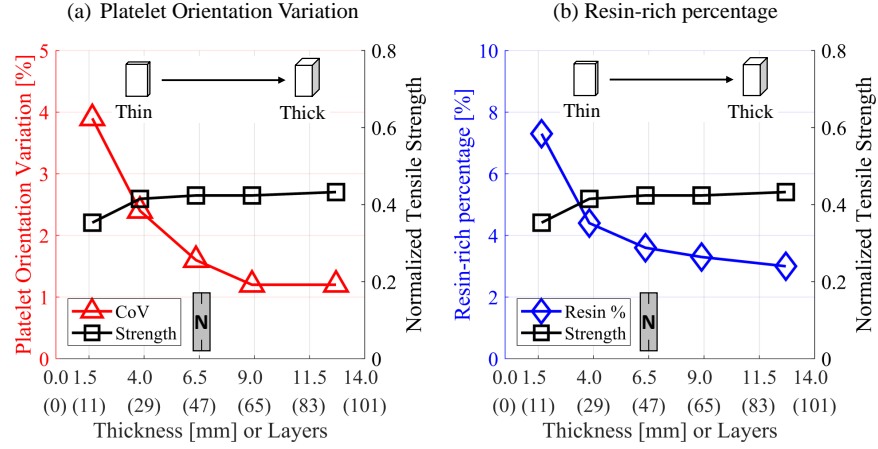 (a) Platelet Orientation Variation
Platelet Orientation Variation [%]
5
4
3
2
1
0
Thin
Thick
CoV
Strength
N
0.8
0.6
0.4
0.2
0
Normalized Tensile Strength
0.0 1.5 4.0 6.5 9.0 11.5 14.0
(0) (11) (29) (47) (65) (83) (101)
Thickness [mm] or Layers
(b) Resin-rich percentage
Resin-rich percentage [%]
10
8
6
4
2
0
Thin
Thick
Resin %
Strength
N
0.8
0.6
0.4
0.2
0
Normalized Tensile Strength
0.0 1.5 4.0 6.5 9.0 11.5 14.0
(0) (11) (29) (47) (65) (83) (101)
Thickness [mm] or Layers